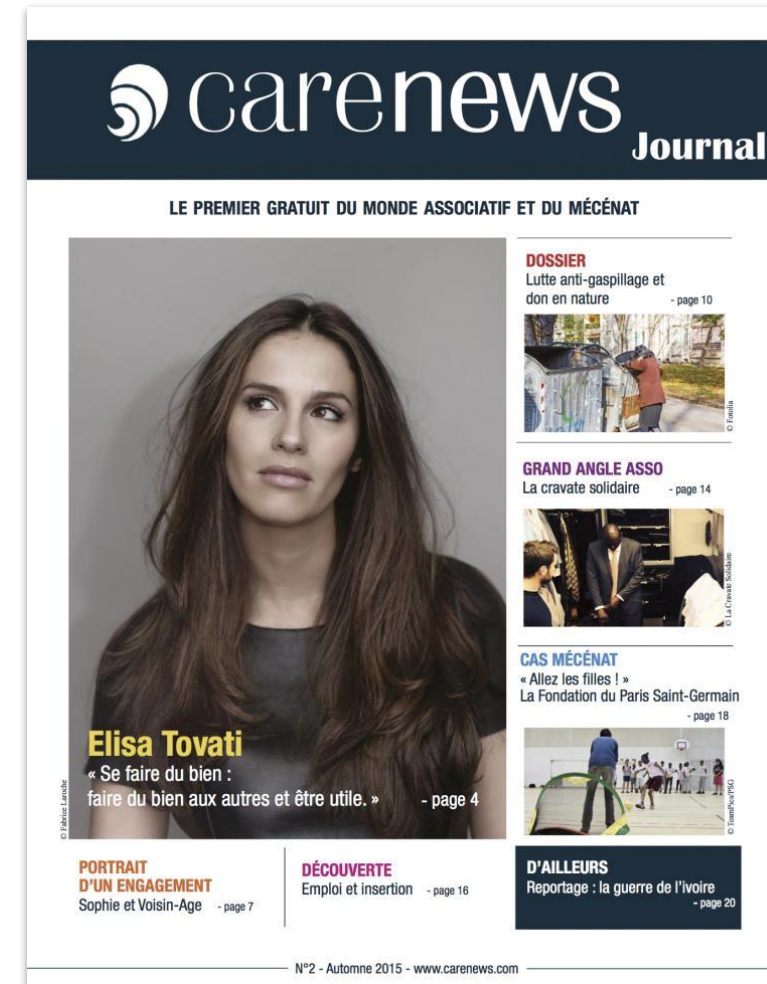 carenews
Journal
LE PREMIER GRATUIT DU MONDE ASSOCIATIF ET DU MÉCÉNAT
Elisa Tovati
« Se faire du bien :
faire du bien aux autres et être utile. » - page 4
© Fabrice Laroche
DOSSIER
Lutte anti-gaspillage et
don en nature - page 10
© Fotolia
GRAND ANGLE ASSO
La cravate solidaire - page 14
© La Cravate Solidaire
CAS MÉCÉNAT
« Allez les filles ! »
La Fondation du Paris Saint-Germain
- page 18
© TeamPics/PSG
PORTRAIT
D'UN ENGAGEMENT
Sophie et Voisin-Age - page 7
DÉCOUVERTE
Emploi et insertion - page 16
D'AILLEURS
Reportage : la guerre de l'ivoire
- page 20
N°2 - Automne 2015 - www.carenews.com